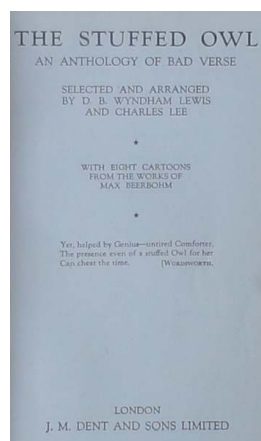 THE STUFFED OWL
AN ANTHOLOGY OF BAD VERSE
SELECTED AND ARRANGED
BY D. B. WYNDHAM LEWIS
AND CHARLES LEE
★
WITH EIGHT CARTOONS
FROM THE WORKS OF
MAX BEERBOHM
★
Yet, helped by Genius—untired Comforter,
The presence even of a stuffed Owl for her
Can cheat the time. [WORDSWORTH.
LONDON
J. M. DENT AND SONS LIMITED